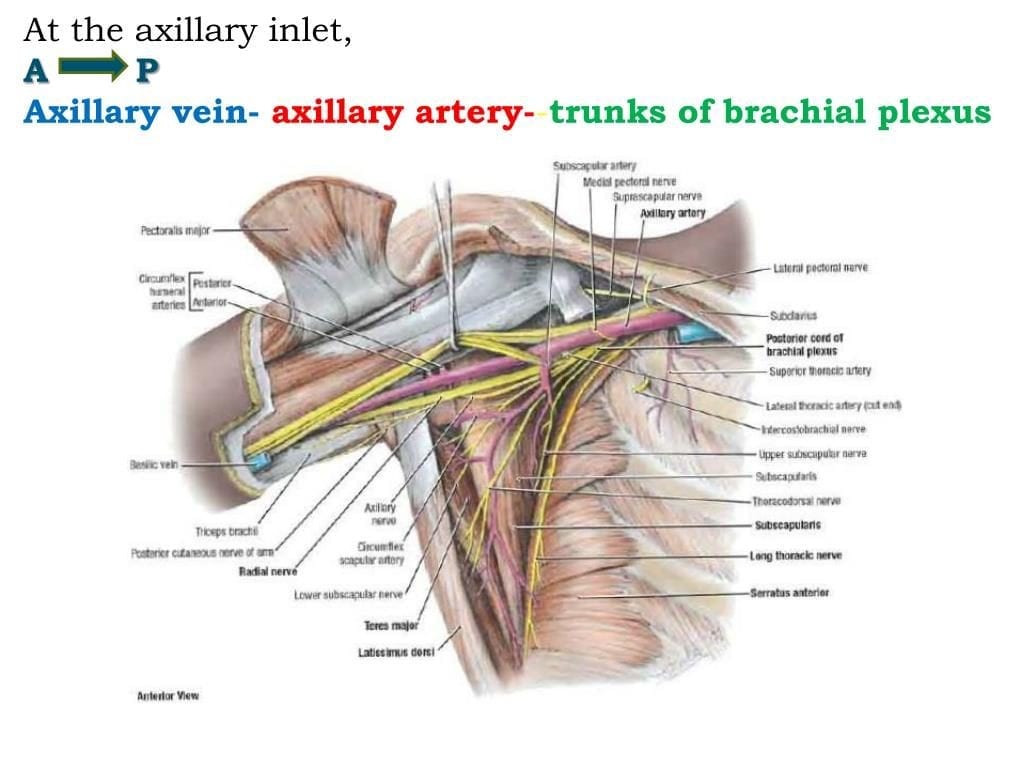 At the axillary inlet,
A P
Axillary vein- axillary artery--trunks of brachial plexus
Subscapular artery
Medial pectoral nerve
Suprascapular nerve
Axillary artery
Pectoralis major
Circumflex
humeral
arteries
Posterior
Anterior
Lateral pectoral nerve
Subclavius
Posterior cord of
brachial plexus
Superior thoracic artery
Lateral thoracic artery (cut end)
Intercostobrachial nerve
Upper subscapular nerve
Subscapularis
Thoracodorsal nerve
Subscapularis
Long thoracic nerve
Serratus anterior
Basilic vein
Triceps brachii
Posterior cutaneous nerve of arm
Radial nerve
Axillary
nerve
Circumflex
scapular artery
Lower subscapular nerve
Teres major
Latissimus dorsi
Anterior View